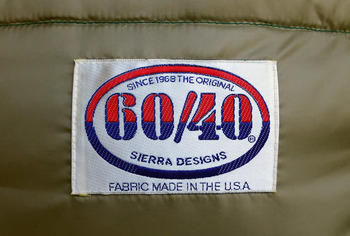 SINCE 1968 THE ORIGINAL
60/40®
SIERRA DESIGNS
FABRIC MADE IN THE U.S.A.